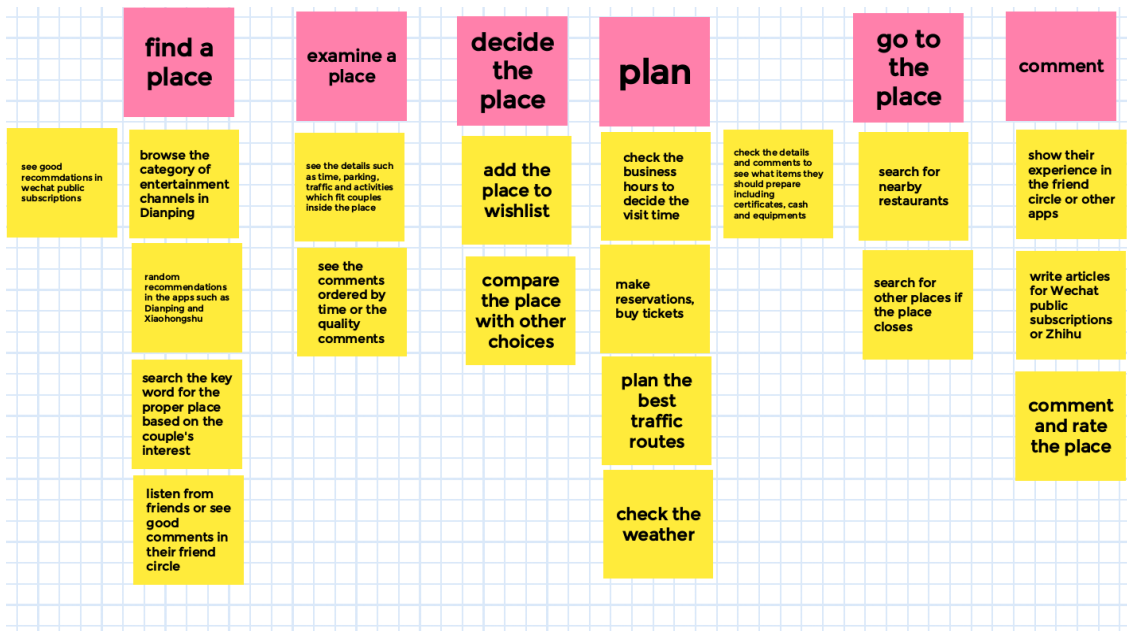 find a
place
examine a
place
decide
the
place
plan
go to
the
place
comment
see good
recommdations in
wechat public
subscriptions
browse the
category of
entertainment
channels in
Dianping
random
recommendations
in the apps such as
Dianping and
Xiaohongshu
search the key
word for the
proper place
based on the
couple's
interest
listen from
friends or see
good
comments in
their friend
circle
see the details such
as time, parking,
traffic and activities
which fit couples
inside the place
see the
comments
ordered by
time or the
quality
comments
add the
place to
wishlist
compare
the place
with other
choices
check the
business
hours to
decide the
visit time
make
reservations,
buy tickets
plan the
best
traffic
routes
check the
weather
check the details
and comments to
see what items they
should prepare
including
certificates, cash
and equipments
search for
nearby
restaurants
search for
other places if
the place
closes
show their
experience in
the friend
circle or other
apps
write articles
for Wechat
public
subscriptions
or Zhihu
comment
and rate
the place